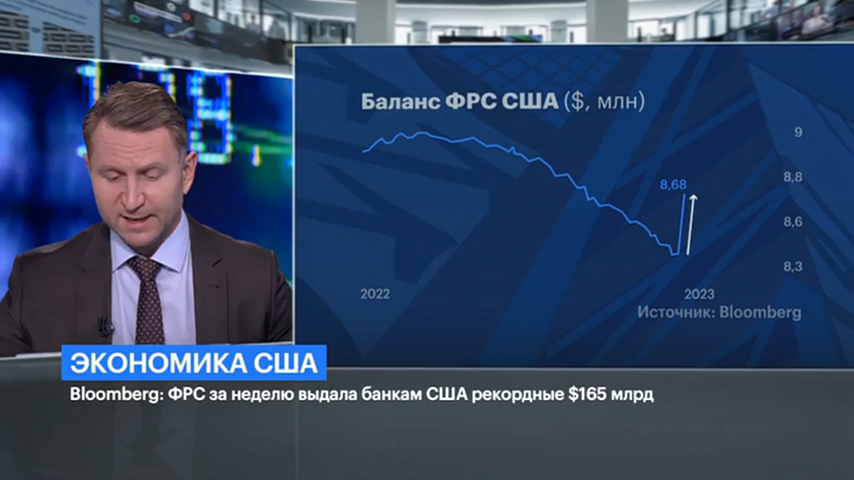 Баланс ФРС США ($, млн)
9
8,8
8,68
8,6
8,3
2022
2023
Источник: Bloomberg
ЭКОНОМИКА США
Bloomberg: ФРС за неделю выдала банкам США рекордные $165 млрд